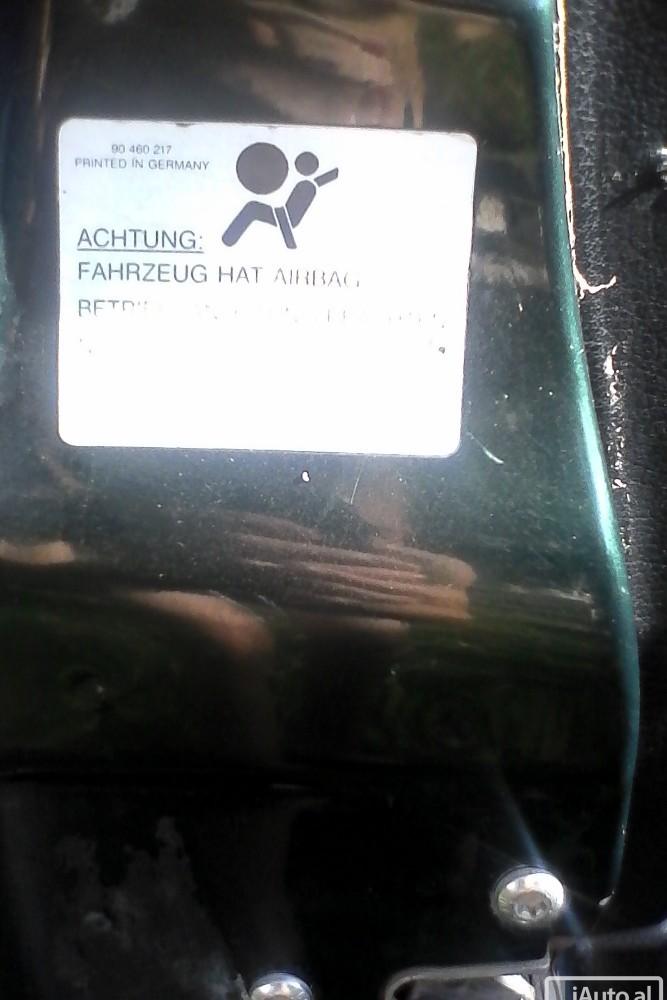 90 460 217
PRINTED IN GERMANY
ACHTUNG:
FAHRZEUG HAT AIRBAG
iAuto.al